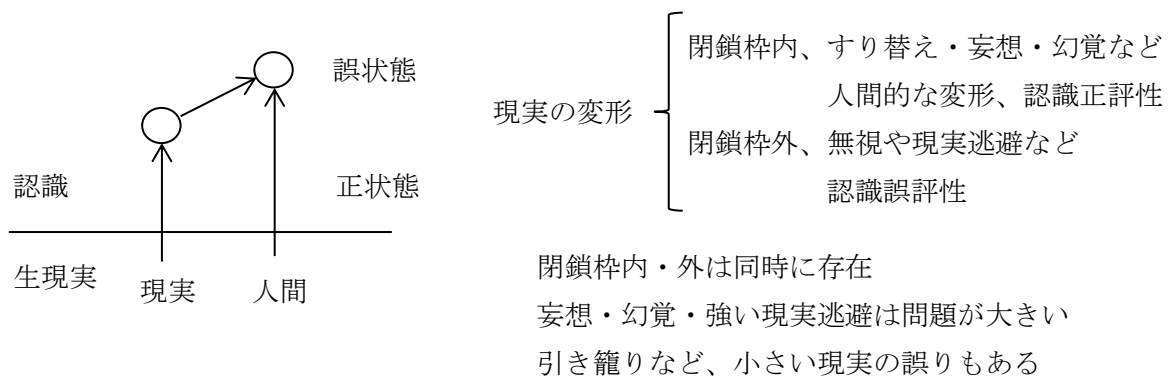 誤状態
認識
正状態
生現実
現実
人間
現実の変形
閉鎖枠内、すり替え・妄想・幻覚など
人間的な変形、認識正評性
閉鎖枠外、無視や現実逃避など
認識誤評性
閉鎖枠内・外は同時に存在
妄想・幻覚・強い現実逃避は問題が大きい
引き籠りなど、小さい現実の誤りもある